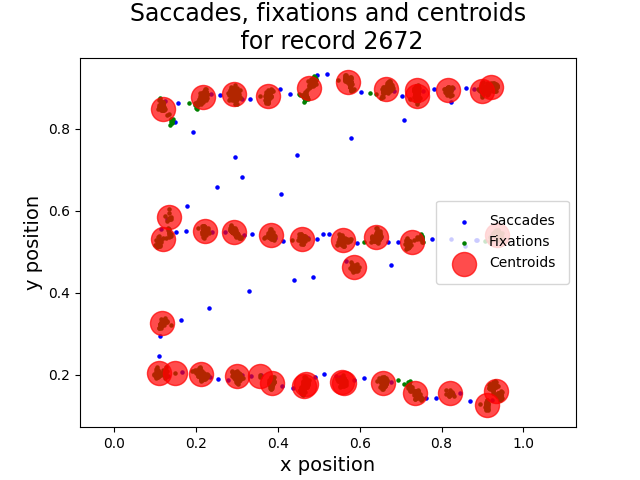 Saccades, fixations and centroids
for record 2672
y position
0.8
0.6
0.4
0.2
Saccades
Fixations
Centroids
0.0 0.2 0.4 0.6 0.8 1.0
x position